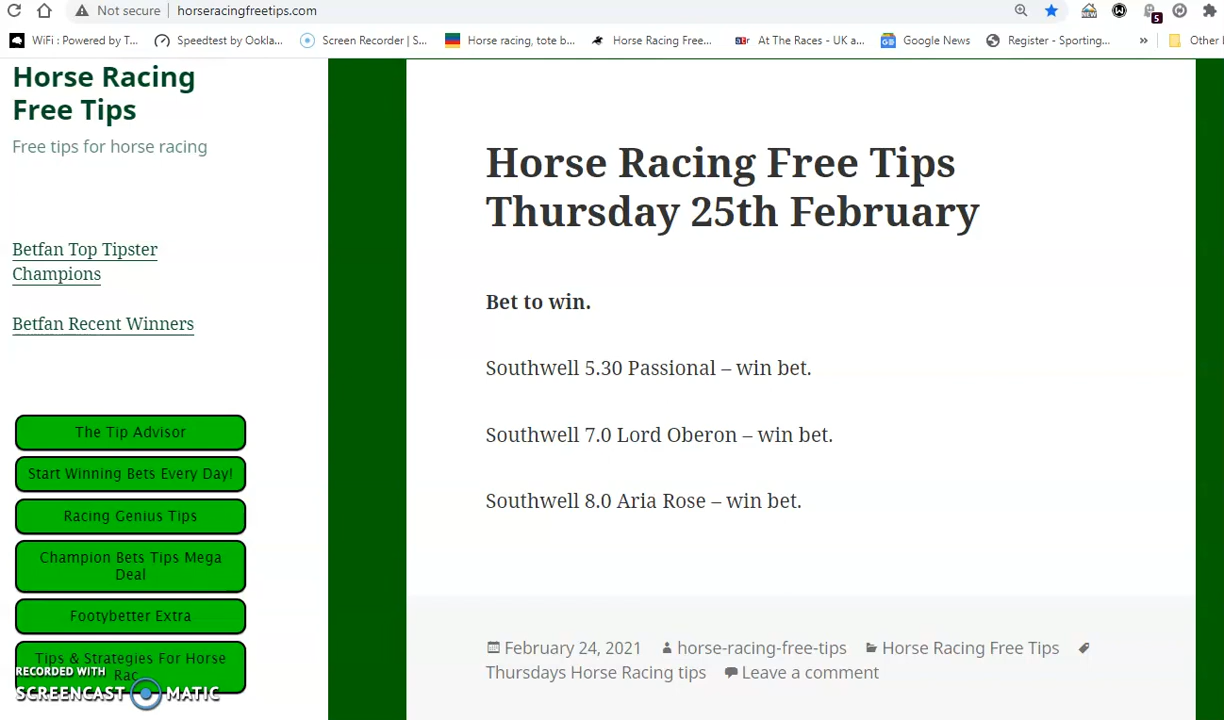 Not secure | horseracingfreetips.com
5
WiFi : Powered by T... Speedtest by Ookla... Screen Recorder | S... Horse racing, tote b... Horse Racing Free... At The Races - UK a... Google News Register - Sporting... » Other
Horse Racing
Free Tips
Free tips for horse racing
Betfan Top Tipster
Champions
Betfan Recent Winners
The Tip Advisor
Start Winning Bets Every Day!
Racing Genius Tips
Champion Bets Tips Mega
Deal
Footybetter Extra
Tips & Strategies For Horse
Rac
RECORDED WITH
SCREENCAST MATIC
Horse Racing Free Tips
Thursday 25th February
Bet to win.
Southwell 5.30 Passional – win bet.
Southwell 7.0 Lord Oberon – win bet.
Southwell 8.0 Aria Rose – win bet.
February 24, 2021 horse-racing-free-tips Horse Racing Free Tips
Thursdays Horse Racing tips Leave a comment